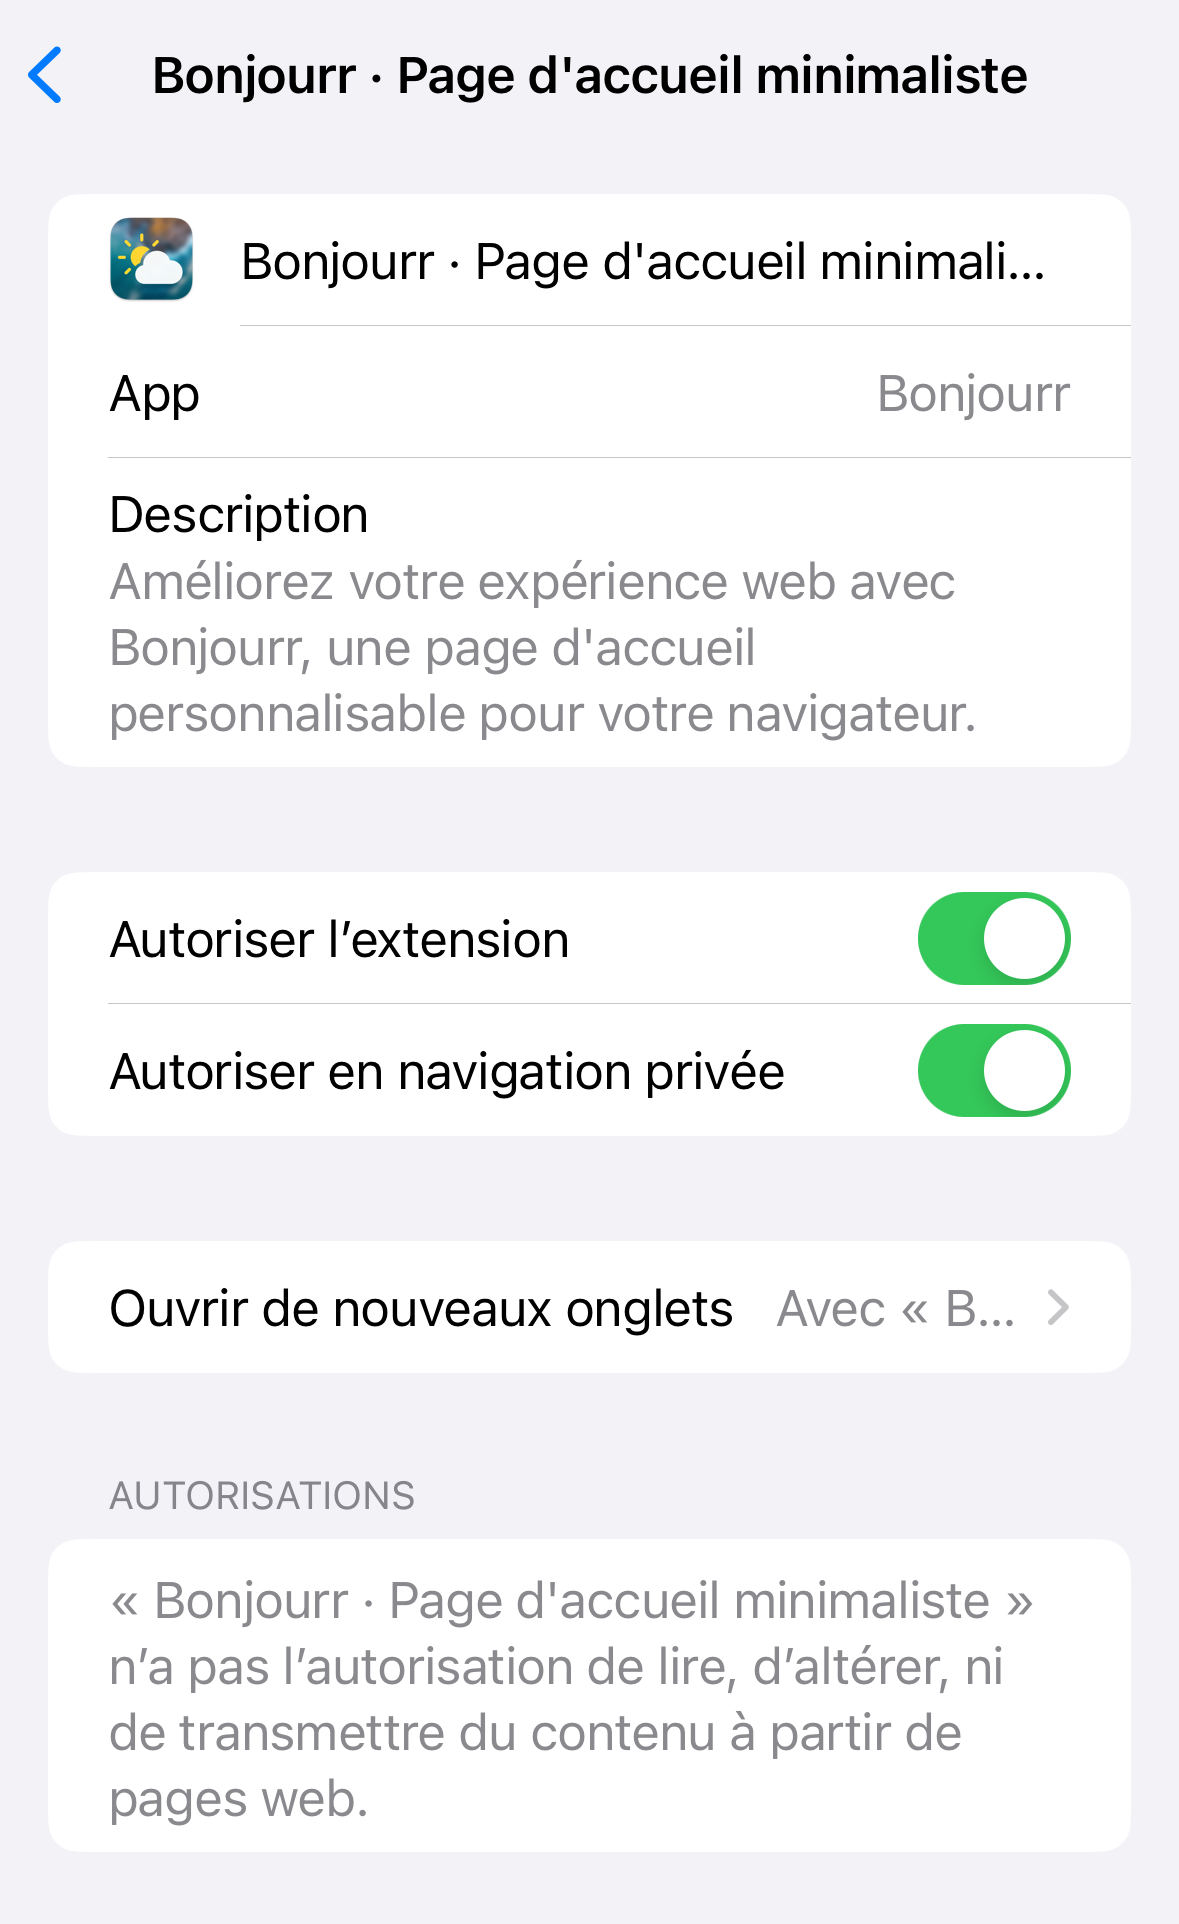 Bonjourr · Page d'accueil minimaliste
Bonjourr · Page d'accueil minimali...
App
Bonjourr
Description
Améliorez votre expérience web avec
Bonjourr, une page d'accueil
personnalisable pour votre navigateur.
Autoriser l’extension
Autoriser en navigation privée
Ouvrir de nouveaux onglets
Avec « B...
AUTORISATIONS
« Bonjourr · Page d'accueil minimaliste »
n’a pas l’autorisation de lire, d’altérer, ni
de transmettre du contenu à partir de
pages web.